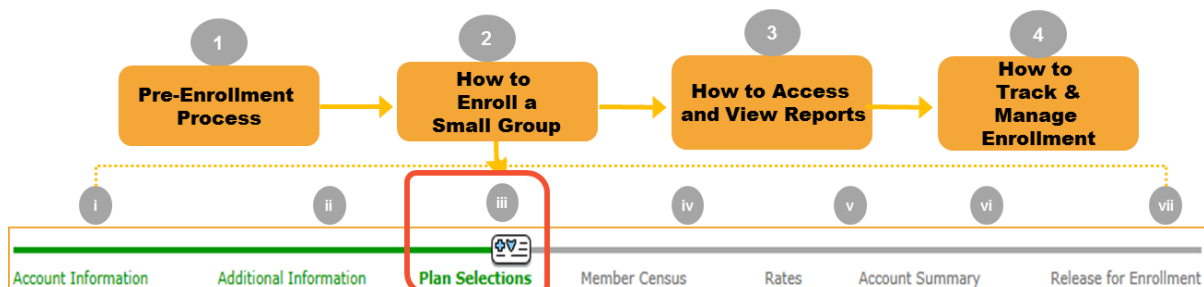 1
2
3
4
Pre-Enrollment
Process
How to
Enroll a
Small Group
How to Access
and View Reports
How to
Track &
Manage
Enrollment
i
ii
iii
iv
v
vi
vii
Account Information
Additional Information
Plan Selections
Member Census
Rates
Account Summary
Release for Enrollment